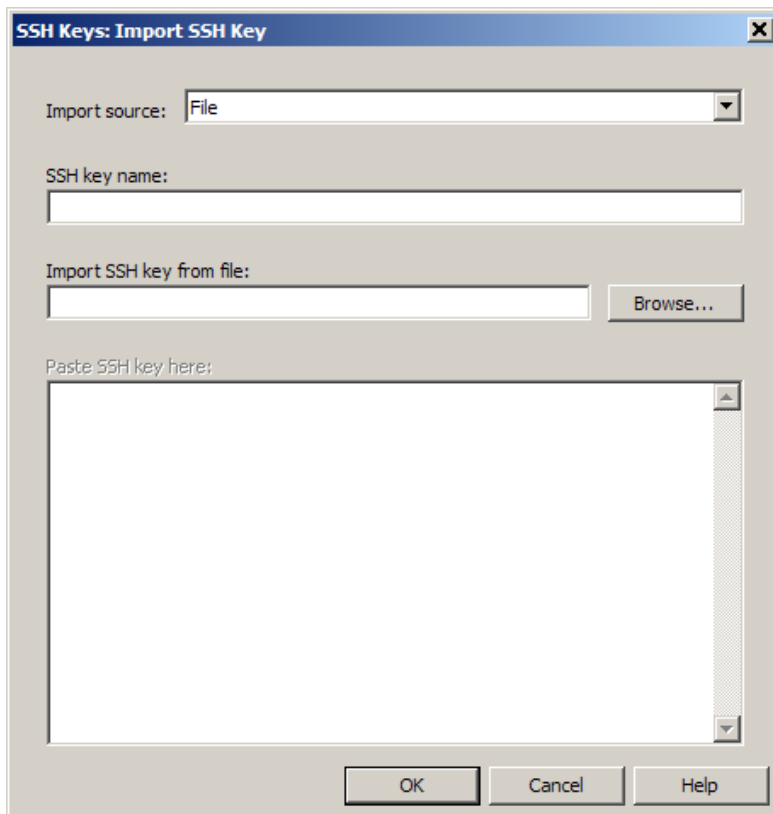 SSH Keys: Import SSH Key
Import source: File
SSH key name:
Import SSH key from file:
Browse...
Paste SSH key here:
OK Cancel Help